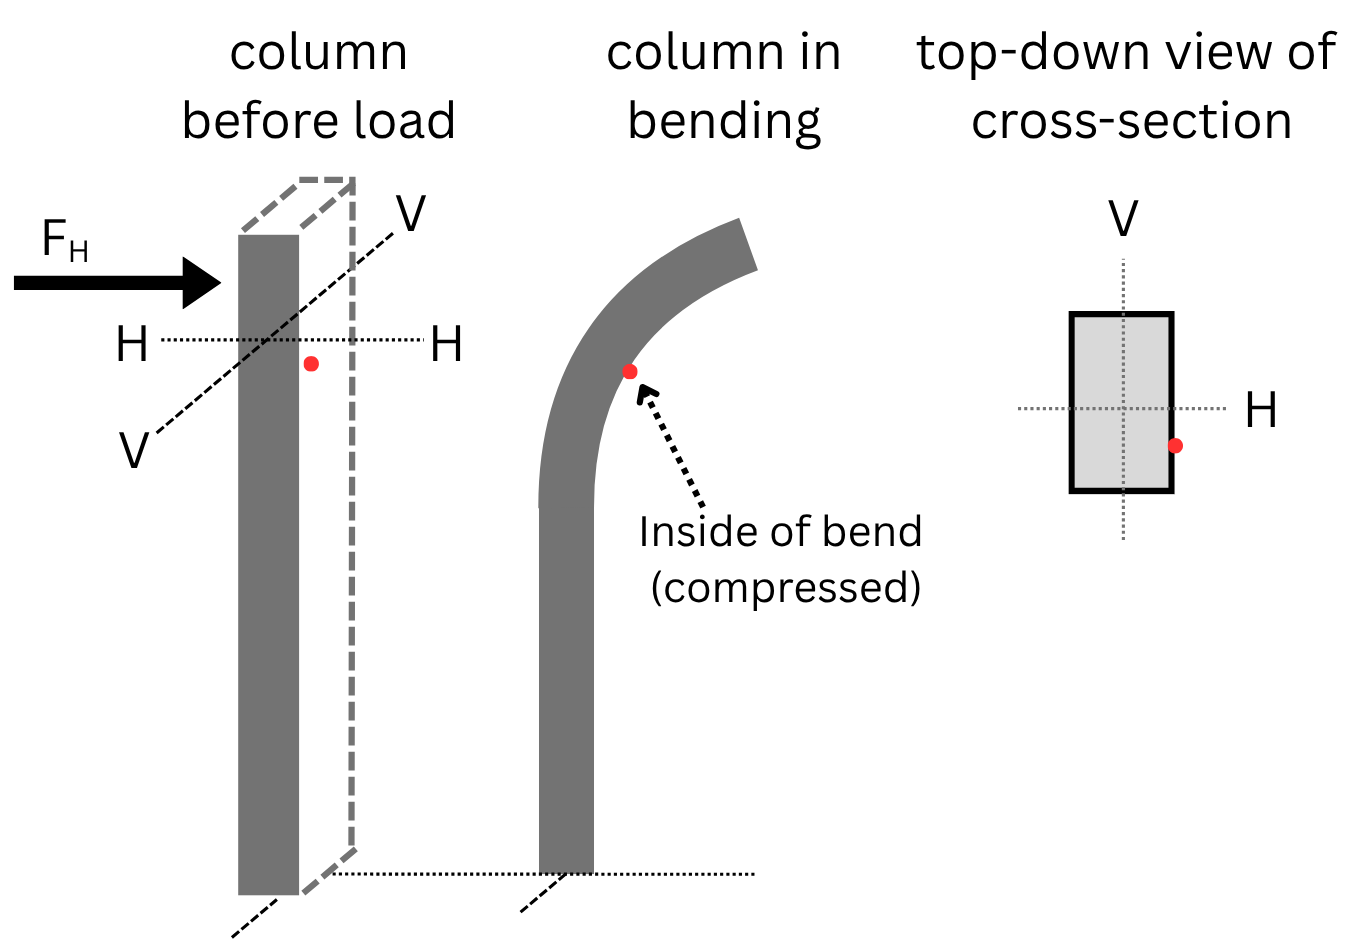 column
before load
column in
bending
top-down view of
cross-section
F_H
V
H
H
V
Inside of bend
(compressed)
V
H